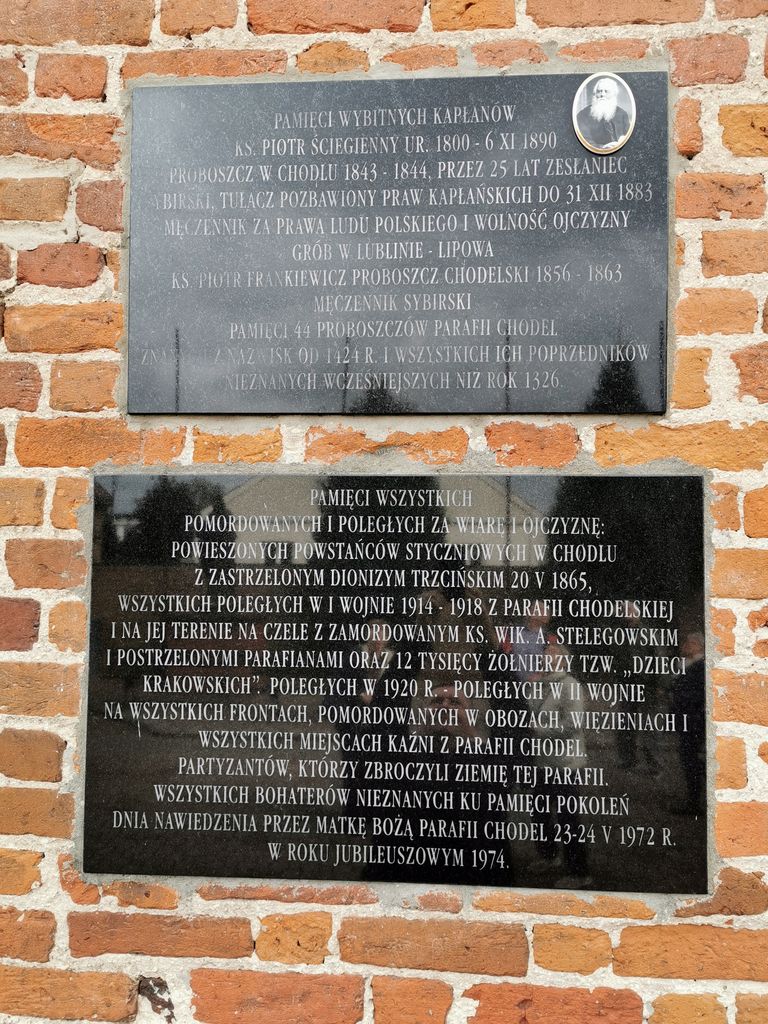 PAMIĘCI WYBITNYCH KAPŁANÓW
KS. PIOTR ŚCIEGIENNY UR. 1800 - 6 XI 1890
PROBOSZCZ W CHODLU 1843 - 1844, PRZEZ 25 LAT ZESŁANIEC
TUŁACZ POZBAWIONY PRAW KAPŁAŃSKICH DO 31 XII 1883
MĘCZENNIK ZA PRAWA LUDU POLSKIEGO I WOLNOŚĆ OJCZYZNY
GRÓB W LUBLINIE - LIPOWA
KS. PIOTR FRANKIEWICZ PROBOSZCZ CHODELSKI 1856 - 1863
MĘCZENNIK SYBIRSKI
PAMIĘCI 44 PROBOSZCZÓW PARAFII CHODEL
OD 1424 R. I WSZYSTKICH ICH POPRZEDNIKÓW
NIEZNANYCH WCZEŚNIEJSZYCH NIŻ ROK 1326.
PAMIĘCI WSZYSTKICH
POMORDOWANYCH I POLEGŁYCH ZA WIARĘ I OJCZYZNĘ:
POWIESZONYCH POWSTAŃCÓW STYCZNIOWYCH W CHODLU
Z ZASTRZELONYM DIONIZYM TRZCIŃSKIM 20 V 1865,
WSZYSTKICH POLEGŁYCH W I WOJNIE 1914 - 1918 Z PARAFII CHODELSKIEJ
I NA JEJ TERENIE NA CZELE Z ZAMORDOWANYM KS. WIK. A. STELEGOWSKIM
I POSTRZELONYMI PARAFIANAMI ORAZ 12 TYSIĘCY ŻOŁNIERZY TZW. „DZIECI
KRAKOWSKICH”. POLEGŁYCH W 1920 R. - POLEGŁYCH W II WOJNIE
NA WSZYSTKICH FRONTACH, POMORDOWANYCH W OBOZACH, WIĘZIENIACH I
WSZYSTKICH MIEJSCACH KAŹNI Z PARAFII CHODEL.
PARTYZANTÓW, KTÓRZY ZBROCZYLI ZIEMIĘ TEJ PARAFII.
WSZYSTKICH BOHATERÓW NIEZNANYCH KU PAMIĘCI POKOLEŃ
DNIA NAWIEDZENIA PRZEZ MATKĘ BOŻĄ PARAFII CHODEL 23-24 V 1972 R.
W ROKU JUBILEUSZOWYM 1974.